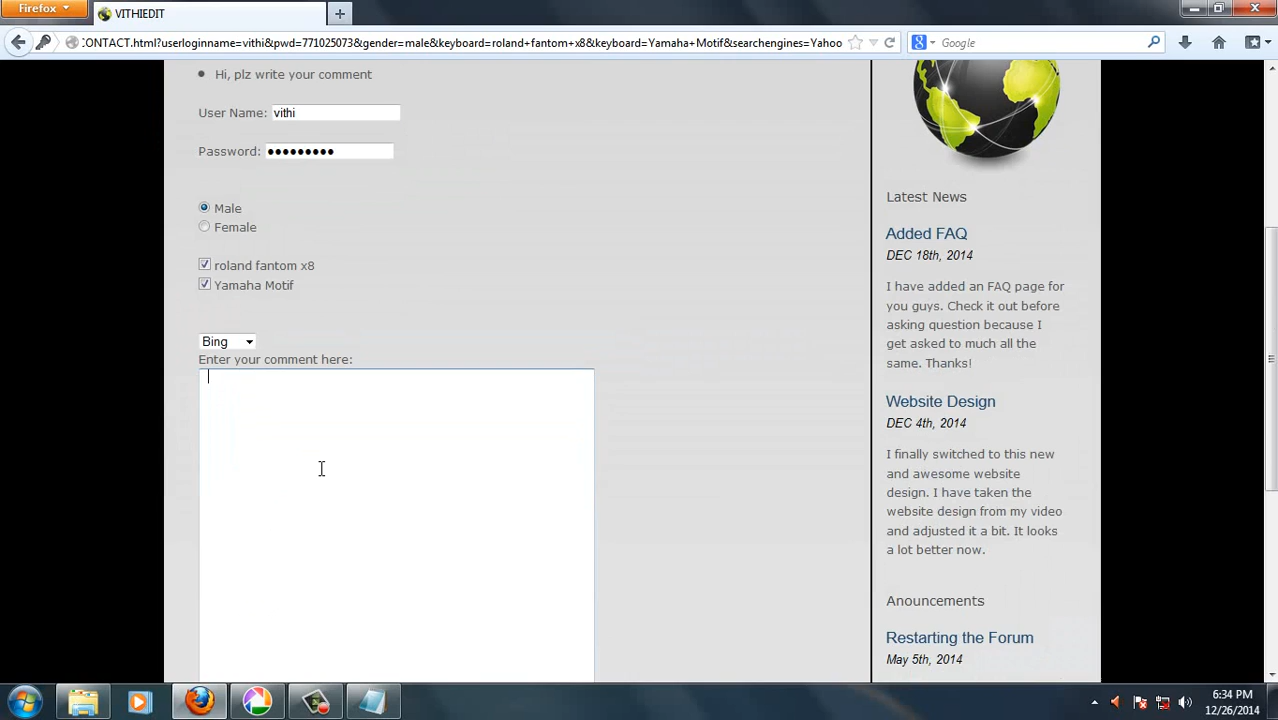 Firefox
VITHIEDIT
CONTACT.html?userloginname=vithi&pwd=771025073&gender=male&keyboard=roland+fantom+x8&keyboard=Yamaha+Motif&searchengines=Yahoo
Google
Hi, plz write your comment
User Name: vithi
Password: •••••••••
Male
Female
roland fantom x8
Yamaha Motif
Bing
Enter your comment here:
Latest News
Added FAQ
DEC 18th, 2014
I have added an FAQ page for
you guys. Check it out before
asking question because I
get asked to much all the
same. Thanks!
Website Design
DEC 4th, 2014
I finally switched to this new
and awesome website
design. I have taken the
website design from my video
and adjusted it a bit. It looks
a lot better now.
Anouncements
Restarting the Forum
May 5th, 2014
6:34 PM
12/26/2014